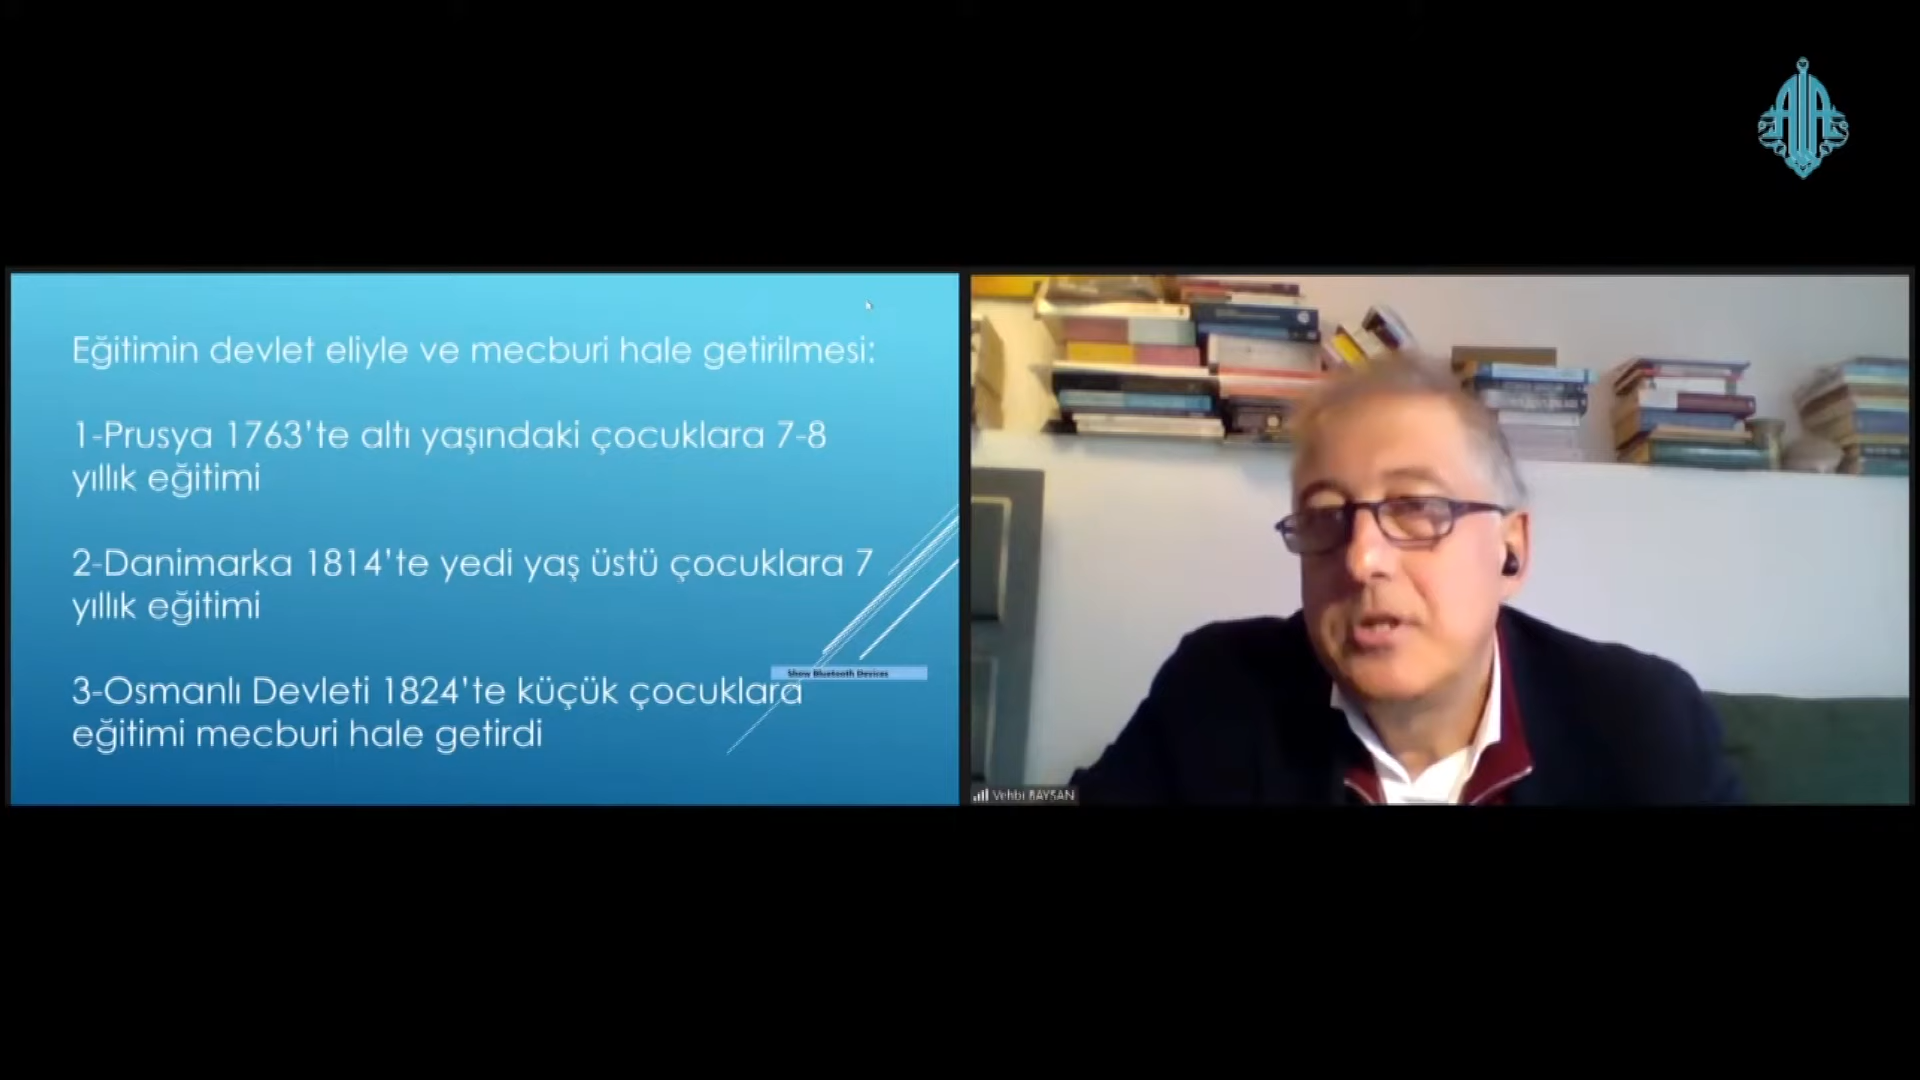 Eğitimin devlet eliyle ve mecburi hale getirilmesi:
1-Prusya 1763’te altı yaşındaki çocuklara 7-8
yıllık eğitimi
2-Danimarka 1814’te yedi yaş üstü çocuklara 7
yıllık eğitimi
3-Osmanlı Devleti 1824’te küçük çocuklara
eğitimi mecburi hale getirdi
Show Bluetooth Devices
Vehbi BAYSAN